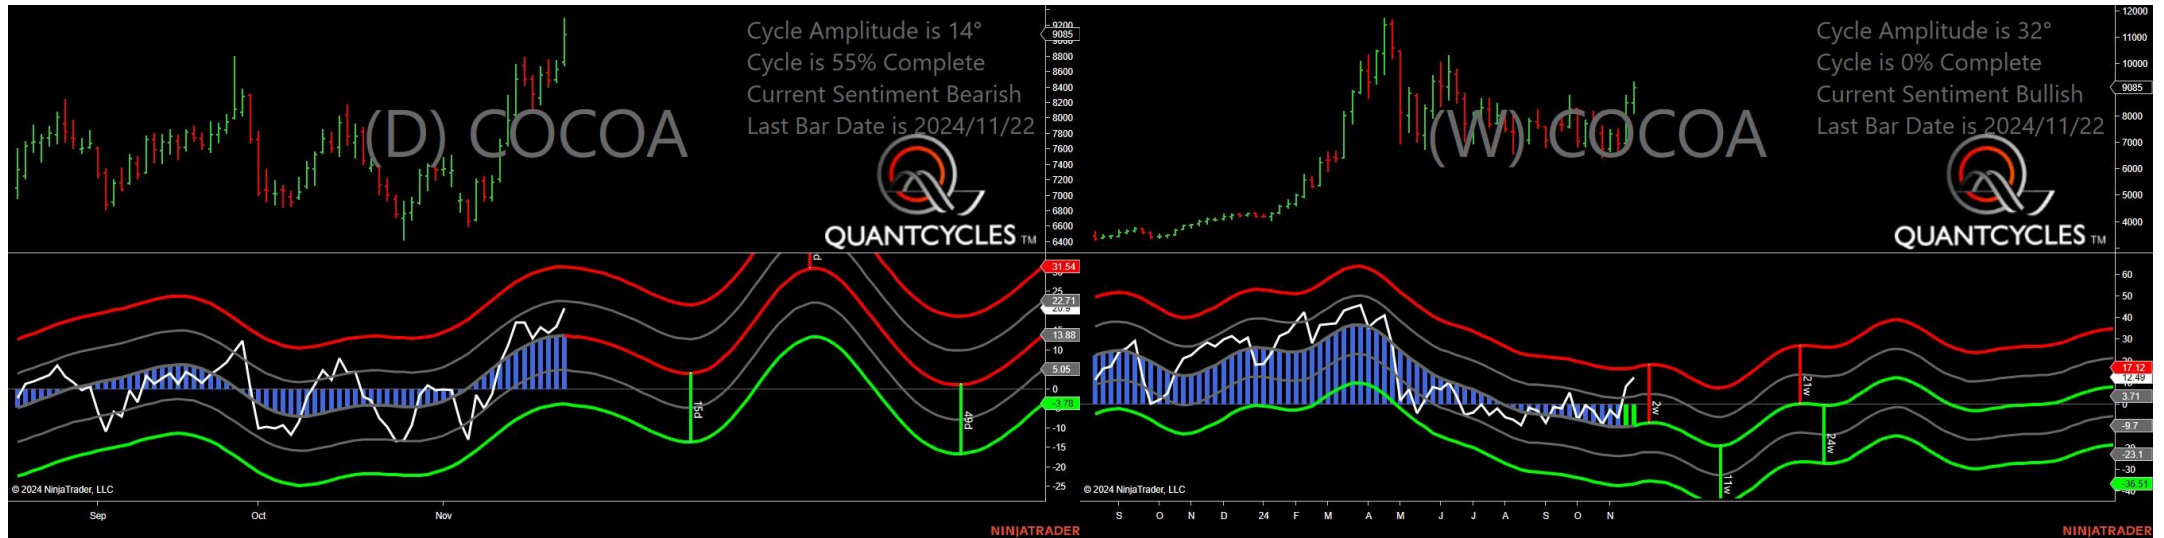 Cycle Amplitude is 14°
Cycle is 55% Complete
Current Sentiment Bearish
Last Bar Date is 2024/11/22
(D) COCOA
QUANTCYCLES TM
9200
9085
8800
8600
8400
8200
8000
7800
7600
7400
7200
7000
6800
6600
6400
31.54
25
22.71
20.9
13.88
10
5.05
0
-3.78
-10
-15
-20
-25
15d
49d
© 2024 NinjaTrader, LLC
Sep Oct Nov
NINJATRADER
Cycle Amplitude is 32°
Cycle is 0% Complete
Current Sentiment Bullish
Last Bar Date is 2024/11/22
(W) COCOA
QUANTCYCLES TM
12000
11000
10000
9085
8000
7000
6000
5000
4000
60
50
40
30
17.12
12.49
3.71
-9.7
-23.1
-30
-36.51
2w
11w
21w
24w
© 2024 NinjaTrader, LLC
S O N D 24 F M A M J J A S O N
NINJATRADER